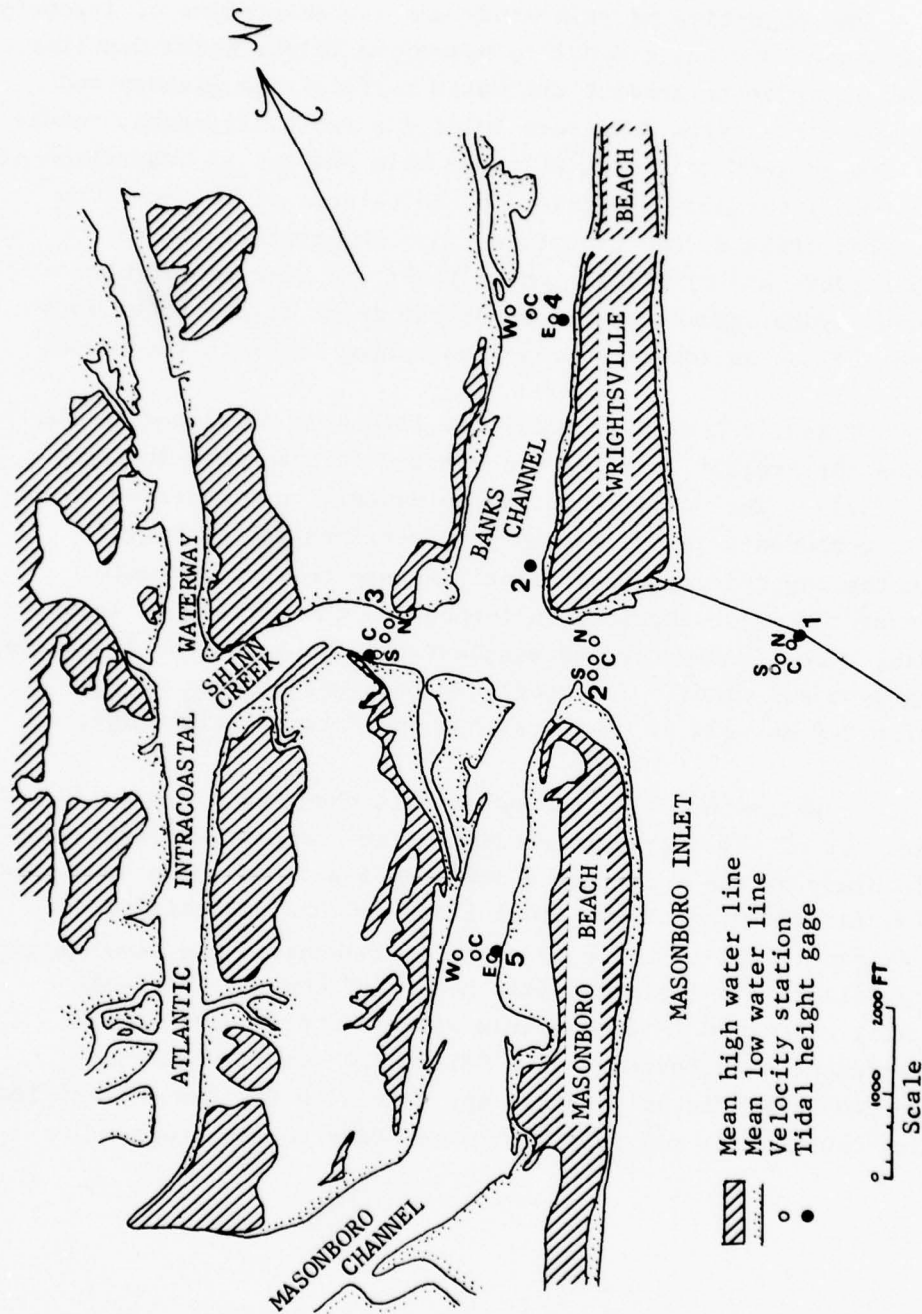 N
ATLANTIC
INTRACOASTAL
WATERWAY
SHINN
CREEK
3
C
S
N
BANKS
CHANNEL
W
C
E
4
WRIGHTSVILLE
BEACH
2
S
2
C
N
S
C
N
1
MASONBORO
CHANNEL
W
C
E
5
MASONBORO
BEACH
MASONBORO INLET
Mean high water line
Mean low water line
Velocity station
Tidal height gage
0 1000 2000 FT
Scale